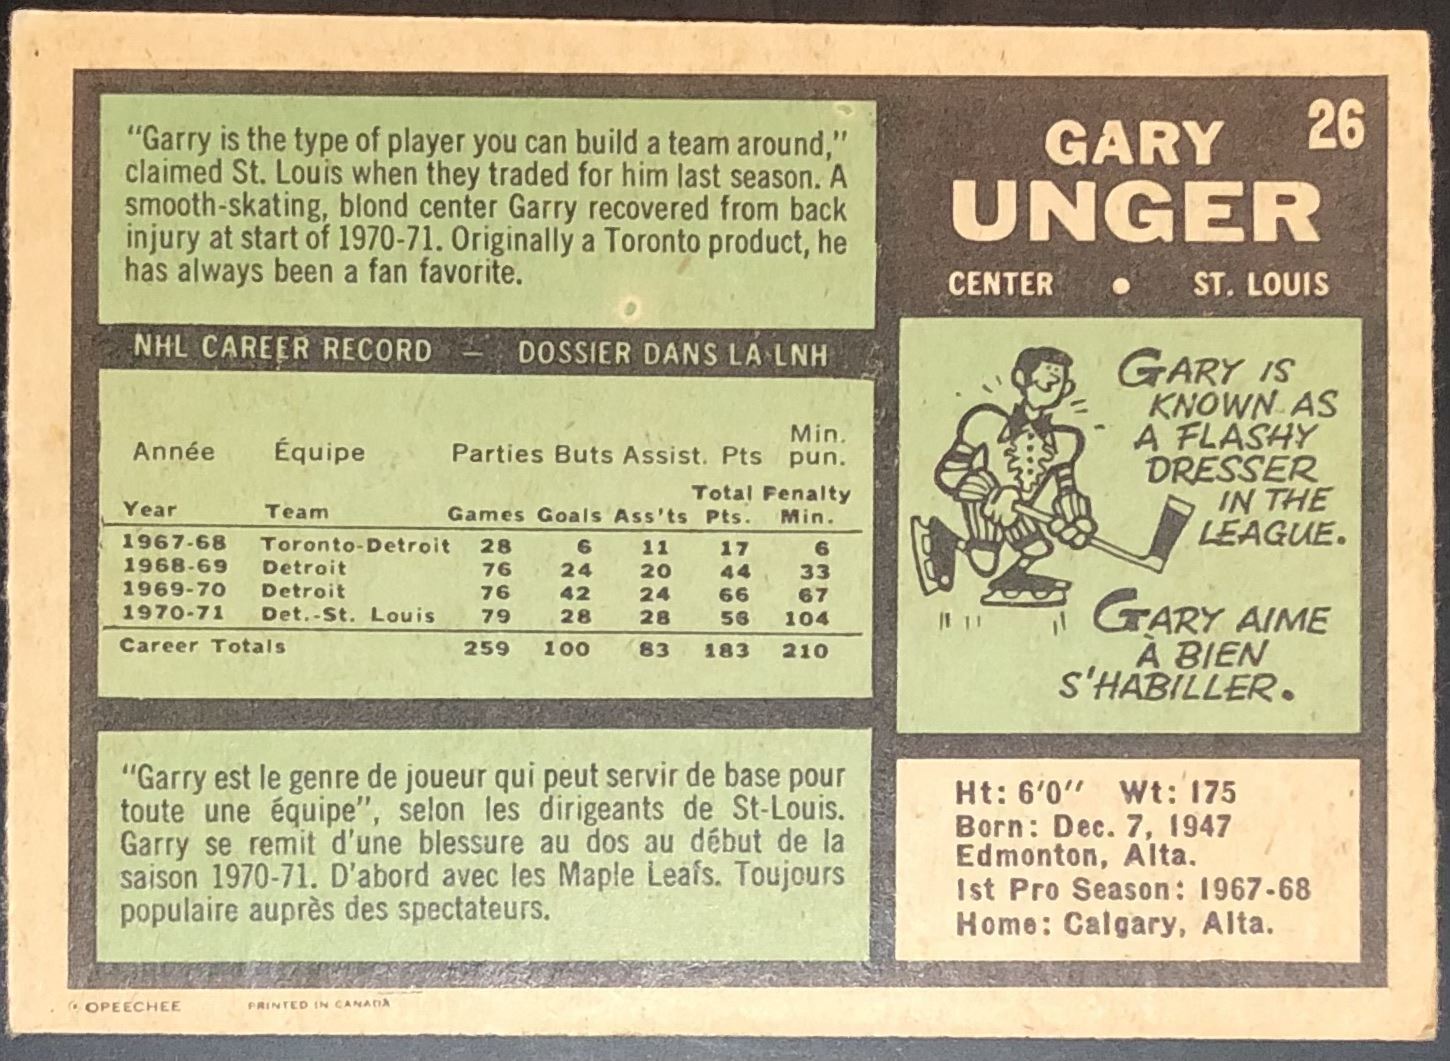 "Garry is the type of player you can build a team around,"
claimed St. Louis when they traded for him last season. A
smooth-skating, blond center Garry recovered from back
injury at start of 1970-71. Originally a Toronto product, he
has always been a fan favorite.
26
GARY
UNGER
CENTER • ST. LOUIS
NHL CAREER RECORD – DOSSIER DANS LA LNH
Min.
Année Équipe Parties Buts Assist. Pts pun.
Total Penalty
Year Team Games Goals Ass'ts Pts. Min.
1967-68 Toronto-Detroit 28 6 11 17 6
1968-69 Detroit 76 24 20 44 33
1969-70 Detroit 76 42 24 66 67
1970-71 Det.-St. Louis 79 28 28 56 104
Career Totals 259 100 83 183 210
GARY IS
KNOWN AS
A FLASHY
DRESSER
IN THE
LEAGUE.
GARY AIME
À BIEN
S'HABILLER.
"Garry est le genre de joueur qui peut servir de base pour
toute une équipe", selon les dirigeants de St-Louis.
Garry se remit d'une blessure au dos au début de la
saison 1970-71. D'abord avec les Maple Leafs. Toujours
populaire auprès des spectateurs.
Ht: 6'0" Wt: 175
Born: Dec. 7, 1947
Edmonton, Alta.
1st Pro Season: 1967-68
Home: Calgary, Alta.
© OPEECHEE PRINTED IN CANADA